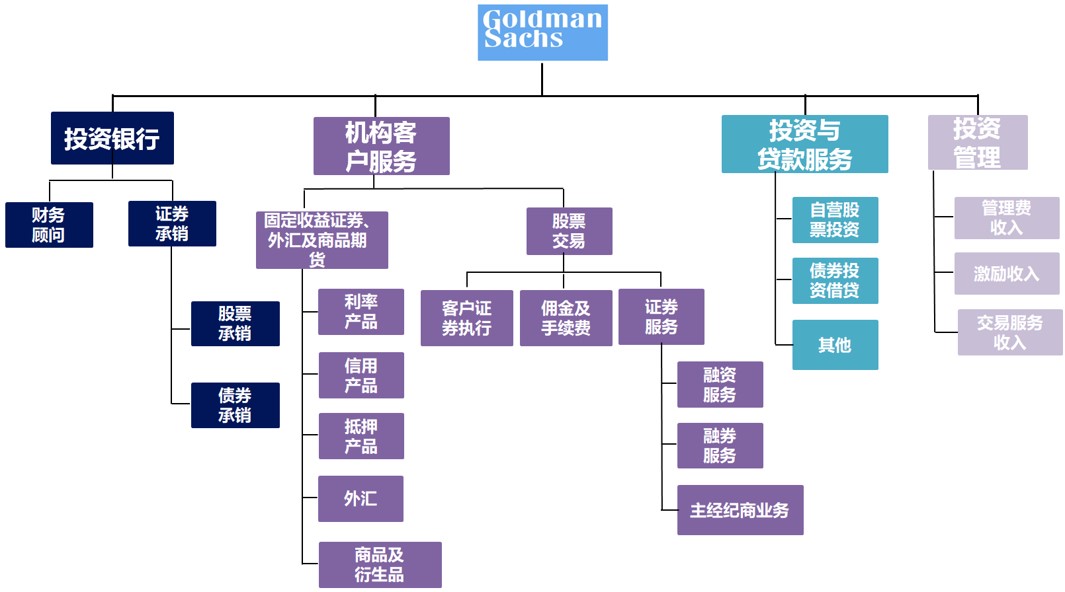 Goldman
Sachs
投资银行
机构客
户服务
投资与
贷款服务
投资
管理
财务
顾问
证券
承销
股票
承销
债券
承销
固定收益证券、
外汇及商品期
货
利率
产品
信用
产品
抵押
产品
外汇
商品及
衍生品
股票
交易
客户证
券执行
佣金及
手续费
证券
服务
融资
服务
融券
服务
主经纪商业务
自营股
票投资
债券投
资借贷
其他
管理费
收入
激励收入
交易服务
收入